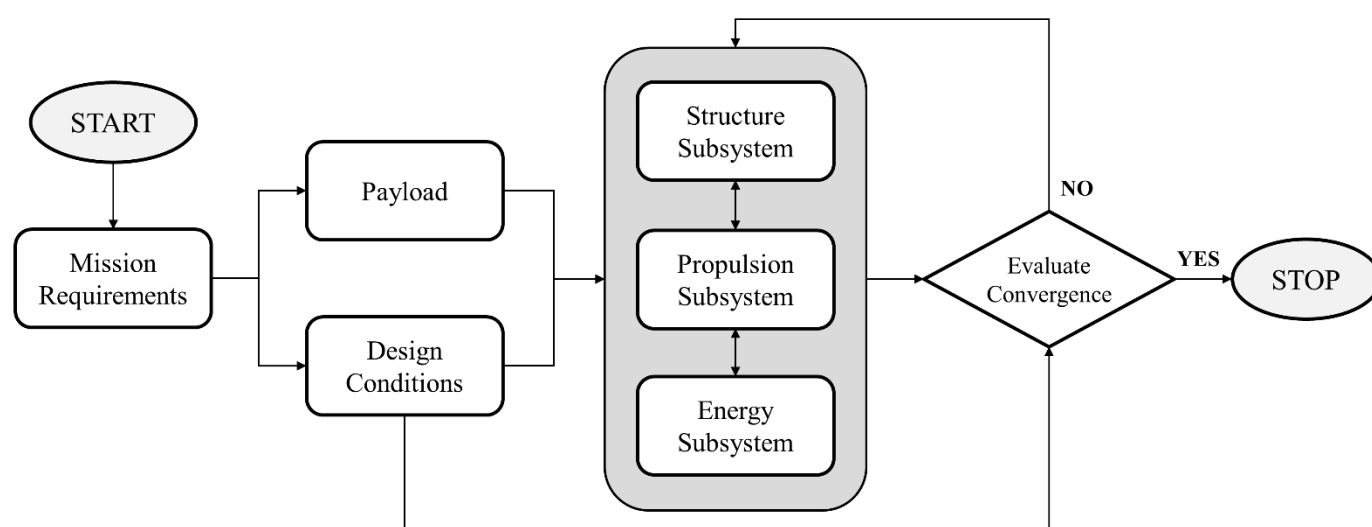 START
Mission
Requirements
Payload
Design
Conditions
Structure
Subsystem
Propulsion
Subsystem
Energy
Subsystem
NO
Evaluate
Convergence
YES
STOP